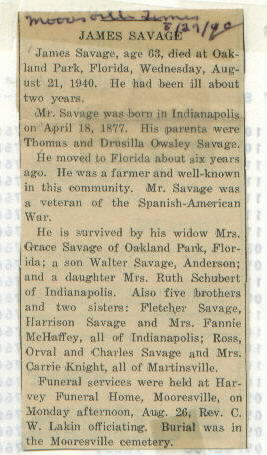 Mooresville Times
8/29/40
JAMES SAVAGE
James Savage, age 63, died at Oak-
land Park, Florida, Wednesday, Aug-
ust 21, 1940. He had been ill about
two years.
Mr. Savage was born in Indianapolis
on April 18, 1877. His parents were
Thomas and Drusilla Owsley Savage.
He moved to Florida about six years
ago. He was a farmer and well-known
in this community. Mr. Savage was
a veteran of the Spanish-American
War.
He is survived by his widow Mrs.
Grace Savage of Oakland Park, Flor-
ida; a son Walter Savage, Anderson;
and a daughter Mrs. Ruth Schubert
of Indianapolis. Also five brothers
and two sisters: Fletcher Savage,
Harrison Savage and Mrs. Fannie
McHaffey, all of Indianapolis; Ross,
Orval and Charles Savage and Mrs.
Carrie Knight, all of Martinsville.
Funeral services were held at Har-
vey Funeral Home, Mooresville, on
Monday afternoon, Aug. 26, Rev. C.
W. Lakin officiating. Burial was in
the Mooresville cemetery.